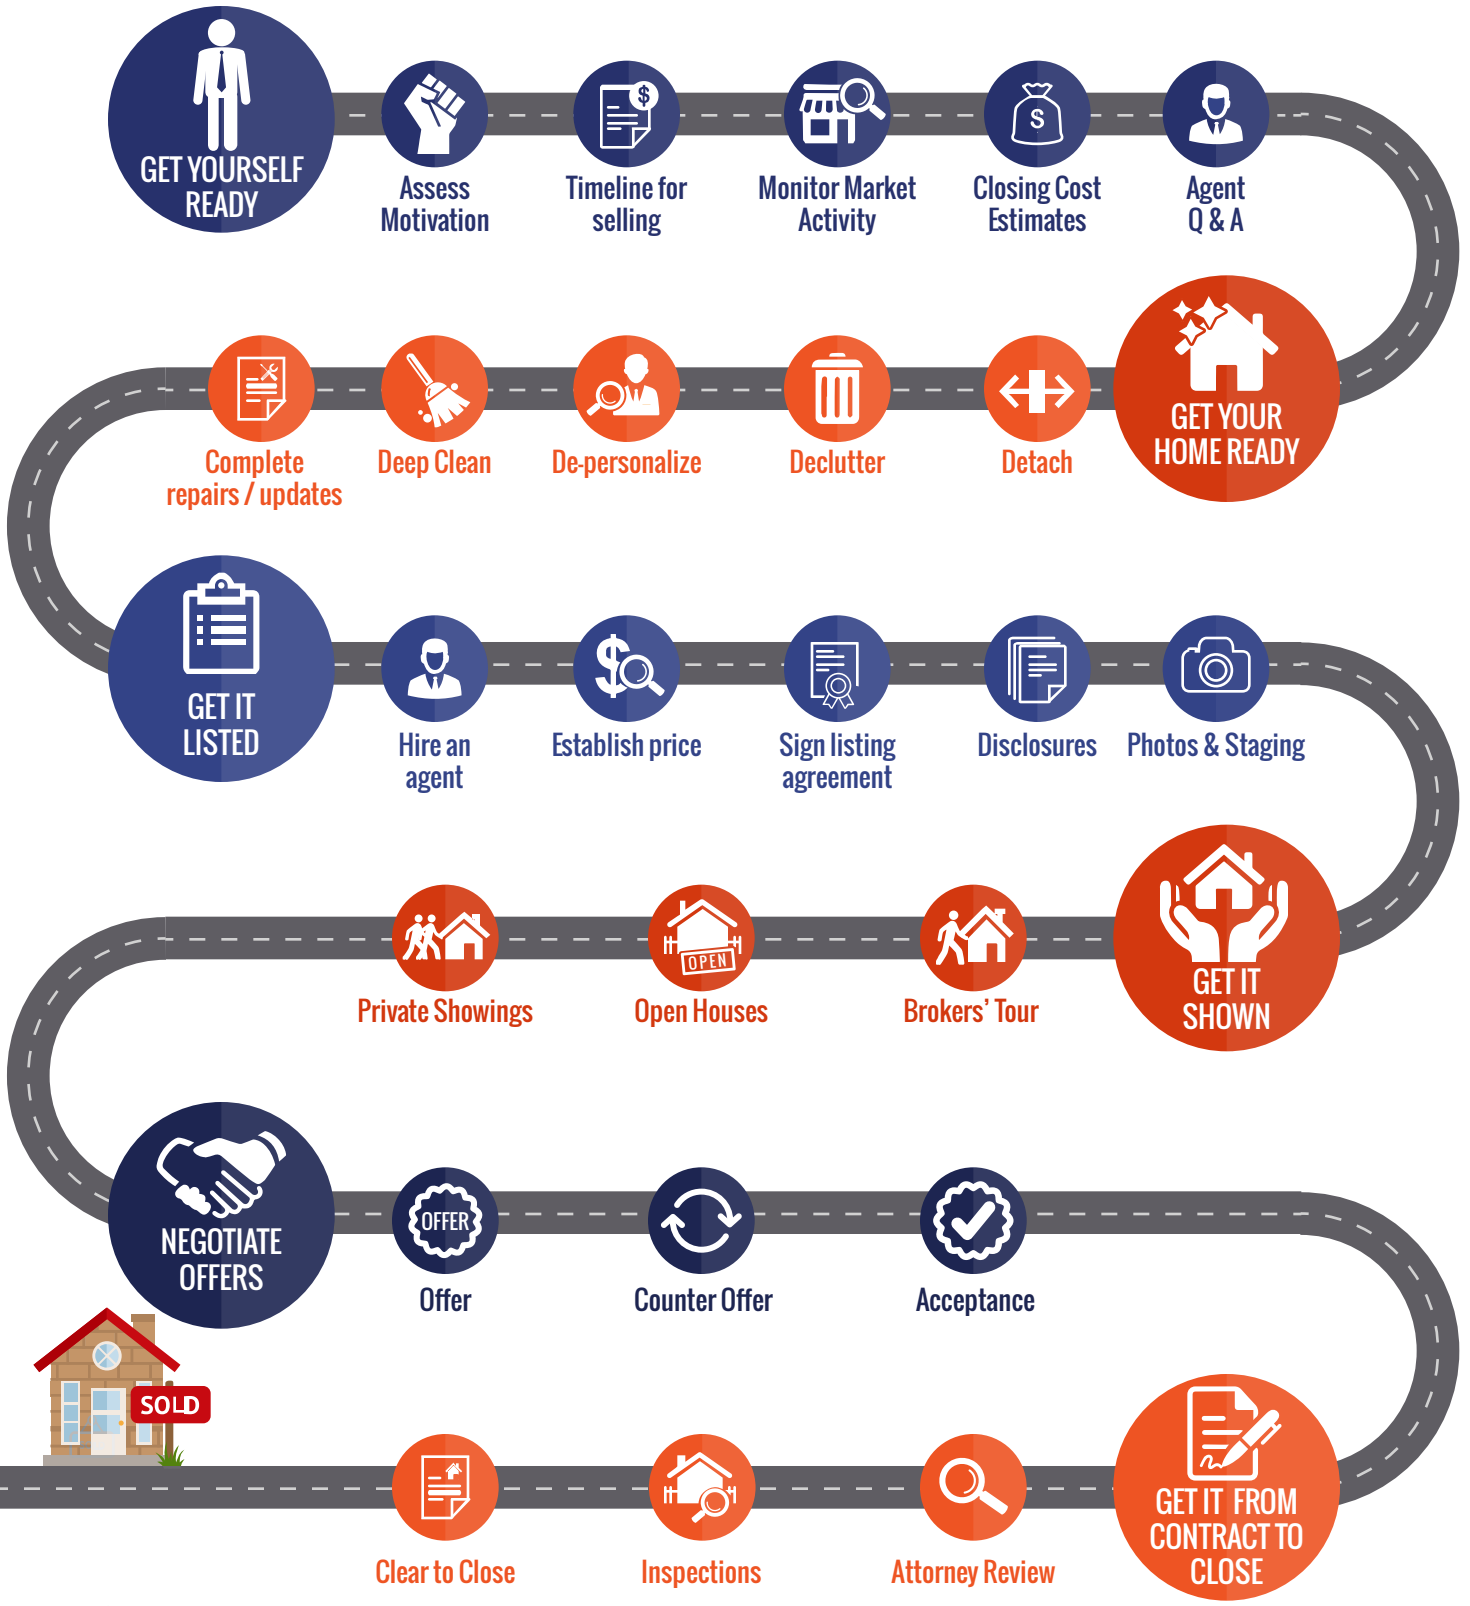 GET YOURSELF
READY
$
S
Assess
Motivation
Timeline for
selling
Monitor Market
Activity
Closing Cost
Estimates
Agent
Q & A
GET YOUR
HOME READY
Detach
Declutter
De-personalize
Deep Clean
Complete
repairs / updates
GET IT
LISTED
$
Hire an
agent
Establish price
Sign listing
agreement
Disclosures
Photos & Staging
GET IT
SHOWN
Brokers’ Tour
OPEN
Open Houses
Private Showings
NEGOTIATE
OFFERS
OFFER
Offer
Counter Offer
Acceptance
GET IT FROM
CONTRACT TO
CLOSE
Attorney Review
Inspections
Clear to Close
SOLD